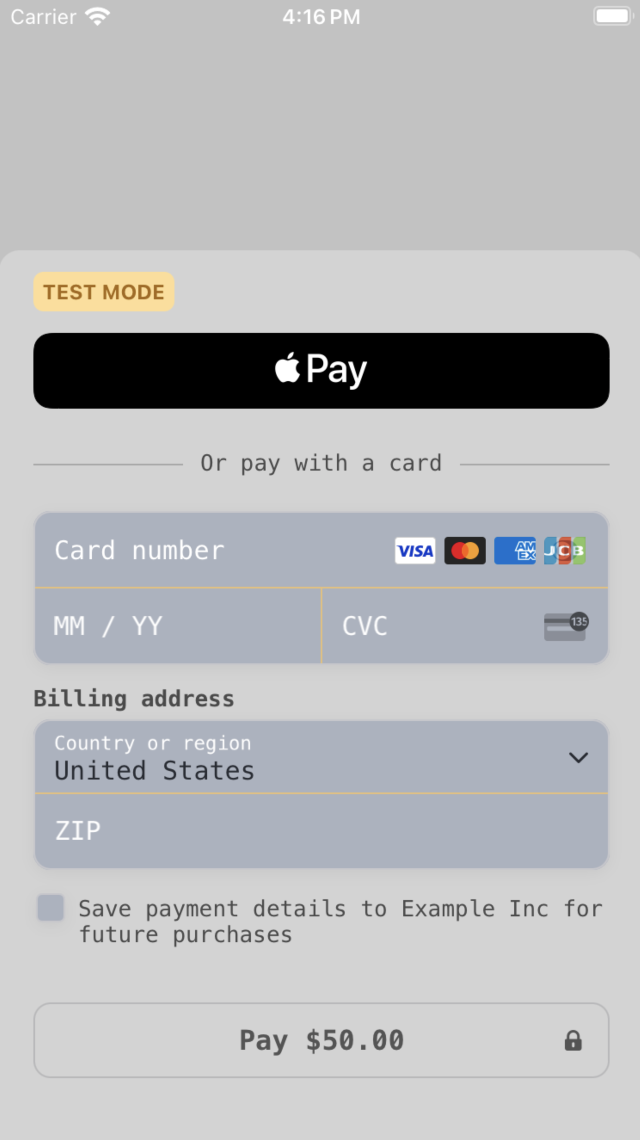 Carrier 4:16 PM
TEST MODE
Pay
Or pay with a card
Card number VISA AM EX JCB
MM / YY CVC 135
Billing address
Country or region
United States
ZIP
Save payment details to Example Inc for
future purchases
Pay $50.00